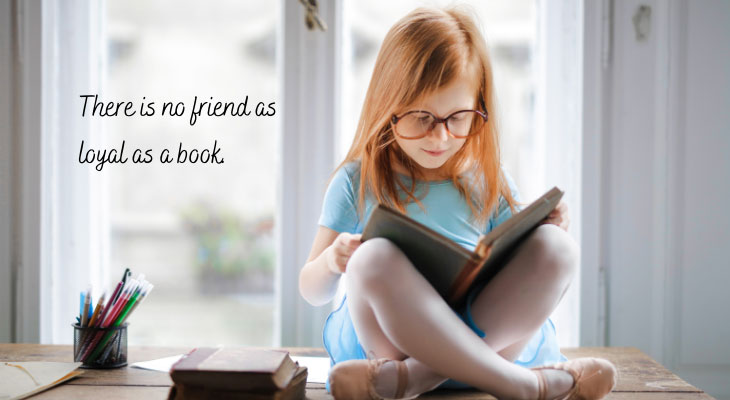 There is no friend as
loyal as a book.